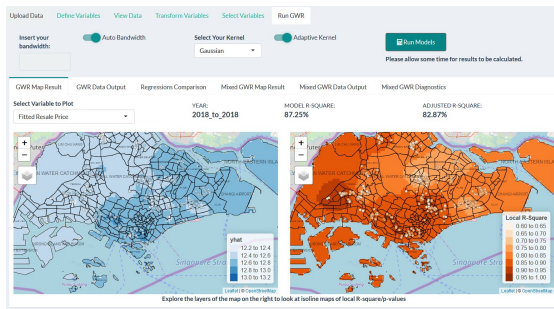 Upload Data Define Variables View Data Transform Variables Select Variables Run GWR
Insert your bandwidth:
Auto Bandwidth
Select Your Kernel
Gaussian
Adaptive Kernel
Run Models
Please allow some time for results to be calculated.
GWR Map Result GWR Data Output Regressions Comparison Mixed GWR Map Result Mixed GWR Data Output Mixed GWR Diagnostics
Select Variable to Plot
Fitted Resale Price
YEAR:
2018_to_2018
MODEL R-SQUARE:
87.25%
ADJUSTED R-SQUARE:
82.87%
+
−
yhat
12.2 to 12.4
12.4 to 12.6
12.6 to 12.8
12.8 to 13.0
13.0 to 13.2
Singapore Strait
Leaflet | © OpenStreetMap
+
−
Local R-Square
0.60 to 0.65
0.65 to 0.70
0.70 to 0.75
0.75 to 0.80
0.80 to 0.85
0.85 to 0.90
0.90 to 0.95
0.95 to 1.00
Leaflet | © OpenStreetMap
Explore the layers of the map on the right to look at isoline maps of local R-square/p-values